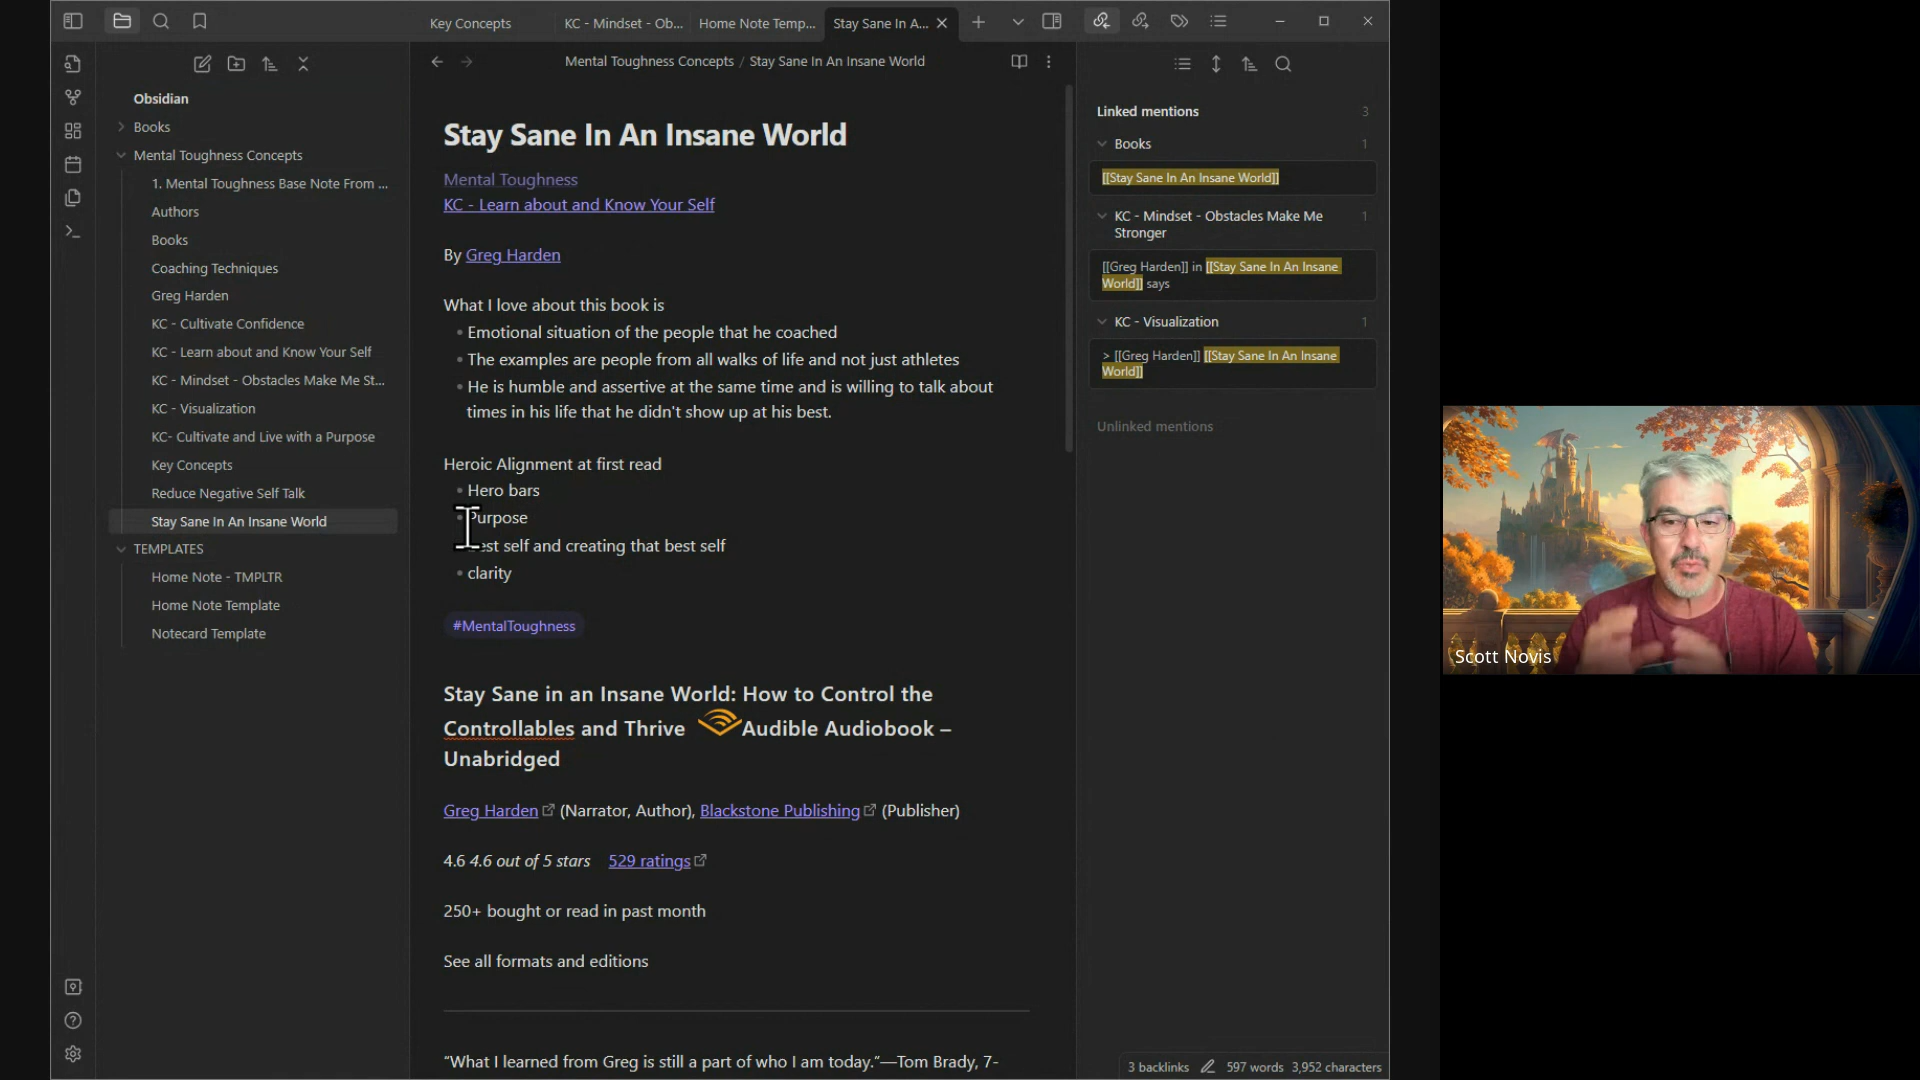 Key Concepts
KC - Mindset - Ob...
Home Note Temp...
Stay Sane In A...
Mental Toughness Concepts / Stay Sane In An Insane World
Obsidian
Books
Mental Toughness Concepts
1. Mental Toughness Base Note From ...
Authors
Books
Coaching Techniques
Greg Harden
KC - Cultivate Confidence
KC - Learn about and Know Your Self
KC - Mindset - Obstacles Make Me St...
KC - Visualization
KC- Cultivate and Live with a Purpose
Key Concepts
Reduce Negative Self Talk
Stay Sane In An Insane World
TEMPLATES
Home Note - TMPLTR
Home Note Template
Notecard Template
Stay Sane In An Insane World
Mental Toughness
KC - Learn about and Know Your Self
By Greg Harden
What I love about this book is
• Emotional situation of the people that he coached
• The examples are people from all walks of life and not just athletes
• He is humble and assertive at the same time and is willing to talk about
times in his life that he didn't show up at his best.
Heroic Alignment at first read
• Hero bars
• Purpose
best self and creating that best self
• clarity
#MentalToughness
Stay Sane in an Insane World: How to Control the
Controllables and Thrive Audible Audiobook –
Unabridged
Greg Harden (Narrator, Author), Blackstone Publishing (Publisher)
4.6 4.6 out of 5 stars 529 ratings
250+ bought or read in past month
See all formats and editions
“What I learned from Greg is still a part of who I am today.”—Tom Brady, 7-
Linked mentions 3
Books 1
[[Stay Sane In An Insane World]]
KC - Mindset - Obstacles Make Me 1
Stronger
[[Greg Harden]] in [[Stay Sane In An Insane
World]] says
KC - Visualization 1
> [[Greg Harden]] [[Stay Sane In An Insane
World]]
Unlinked mentions
3 backlinks 597 words 3,952 characters
Scott Novis